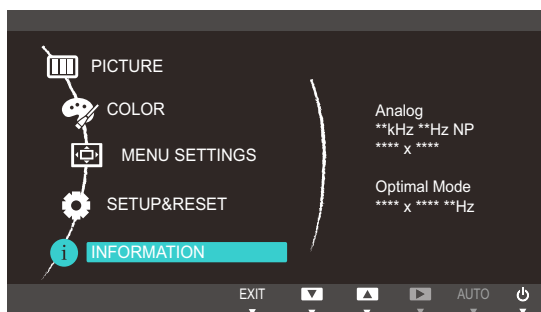 PICTURE
COLOR
MENU SETTINGS
SETUP&RESET
i INFORMATION
Analog
**kHz **Hz NP
**** x ****
Optimal Mode
**** x **** **Hz
EXIT
AUTO